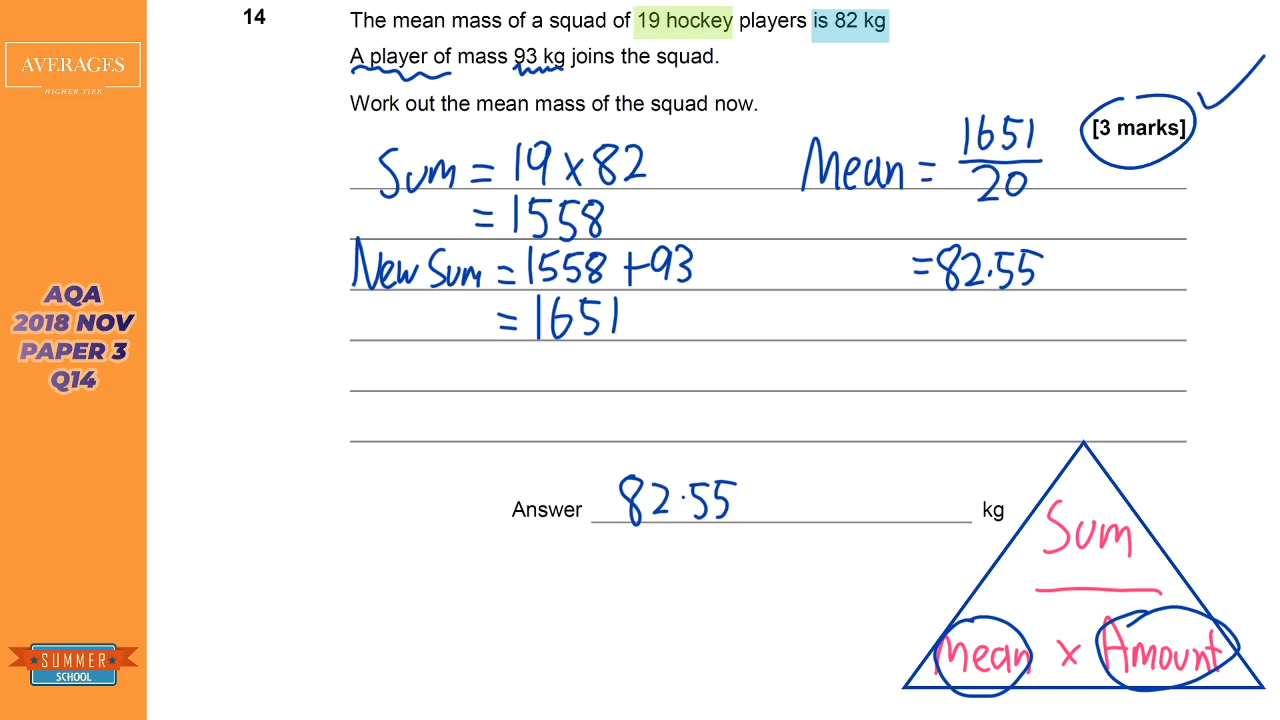 AVERAGES
HIGHER TIER
AQA
2018 NOV
PAPER 3
Q14
SUMMER
SCHOOL
14
The mean mass of a squad of 19 hockey players is 82 kg
A player of mass 93 kg joins the squad.
Work out the mean mass of the squad now.
[3 marks]
Sum = 19 x 82
= 1558
New Sum = 1558 + 93
= 1651
Mean = 1651
20
= 82.55
Answer 82.55 kg
Sum
Mean x Amount